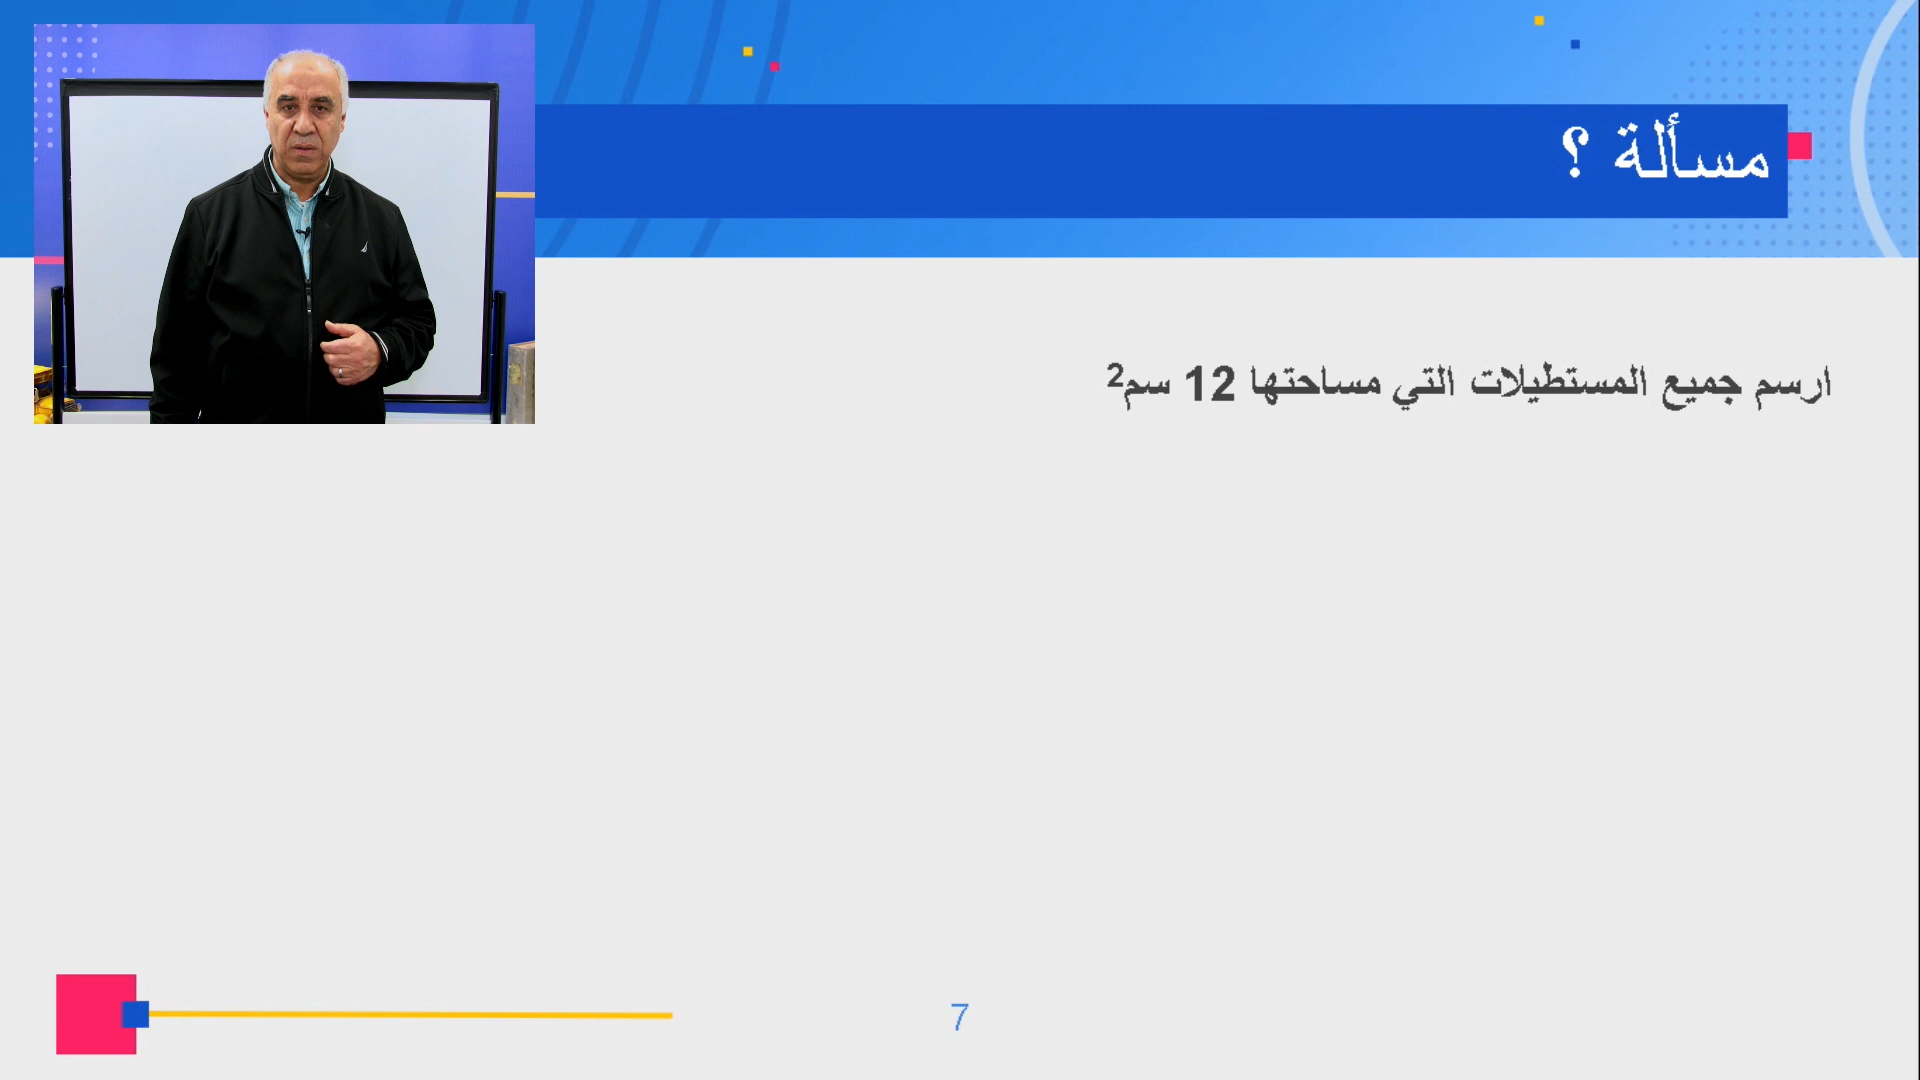 مسألة ؟
ارسم جميع المستطيلات التي مساحتها 12 سم²
7